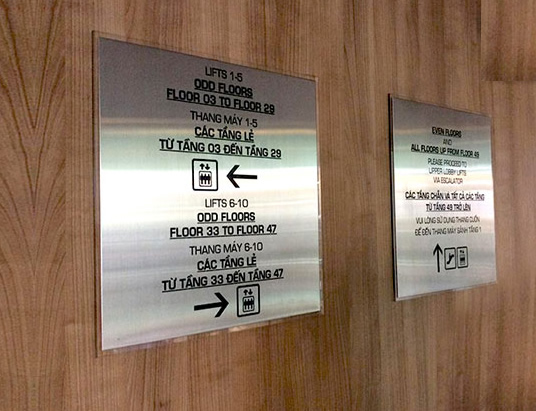 LIFTS 1-5
ODD FLOORS
FLOOR 03 TO FLOOR 29
THANG MÁY 1-5
CÁC TẦNG LẺ
TỪ TẦNG 03 ĐẾN TẦNG 29
LIFTS 6-10
ODD FLOORS
FLOOR 33 TO FLOOR 47
THANG MÁY 6-10
CÁC TẦNG LẺ
TỪ TẦNG 33 ĐẾN TẦNG 47
EVEN FLOORS
AND
ALL FLOORS UP FROM FLOOR 49
PLEASE PROCEED TO
UPPER LOBBY LIFTS
VIA ESCALATOR
CÁC TẦNG CHẴN VÀ TẤT CẢ CÁC TẦNG
TỪ TẦNG 49 TRỞ LÊN
VUI LÒNG SỬ DỤNG THANG CUỐN
ĐỂ ĐẾN THANG MÁY SẢNH TẦNG 1